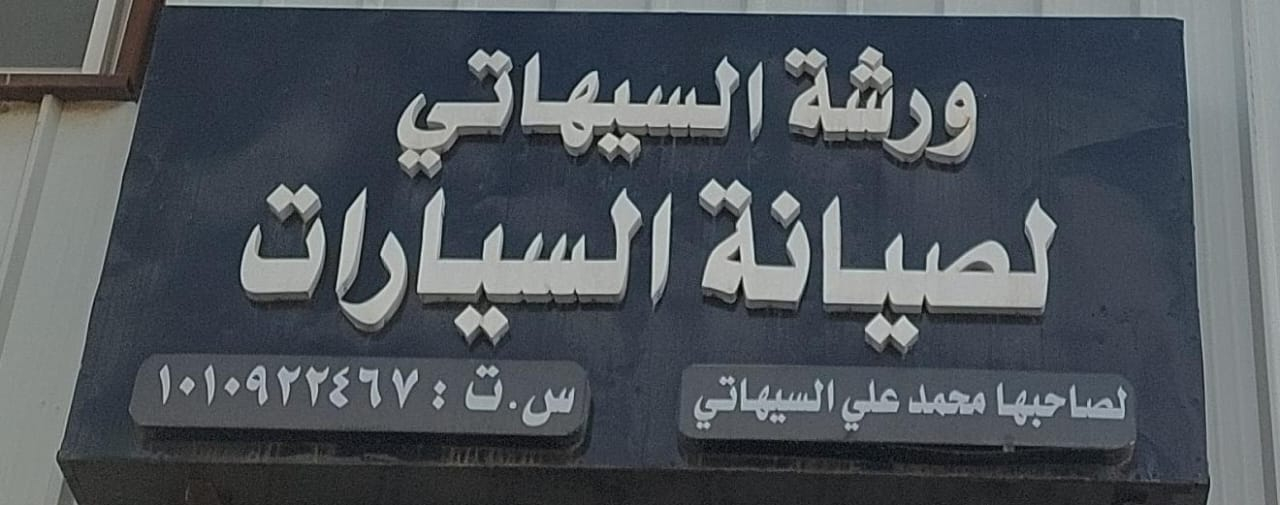 ورشة السيهاتي
لصيانة السيارات
لصاحبها محمد علي السيهاتي
س.ت : ١٠١٠٩٢٢٤٦٧